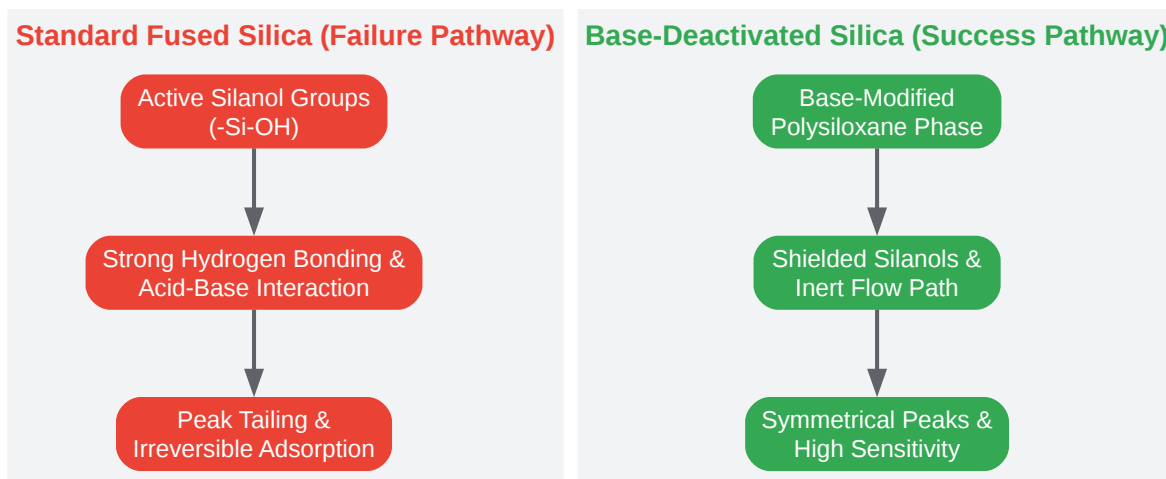 Standard Fused Silica (Failure Pathway)
Active Silanol Groups
(-Si-OH)
Strong Hydrogen Bonding &
Acid-Base Interaction
Peak Tailing &
Irreversible Adsorption
Base-Deactivated Silica (Success Pathway)
Base-Modified
Polysiloxane Phase
Shielded Silanols &
Inert Flow Path
Symmetrical Peaks &
High Sensitivity